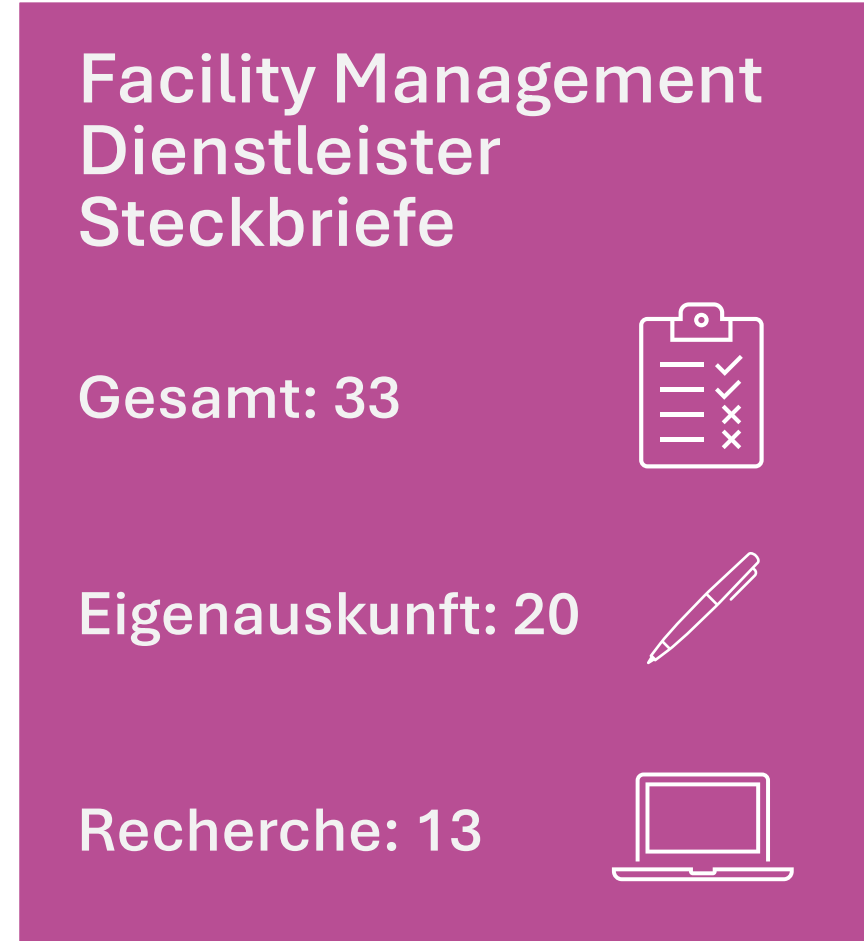 Facility Management
Dienstleister
Steckbriefe
Gesamt: 33
Eigenauskunft: 20
Recherche: 13